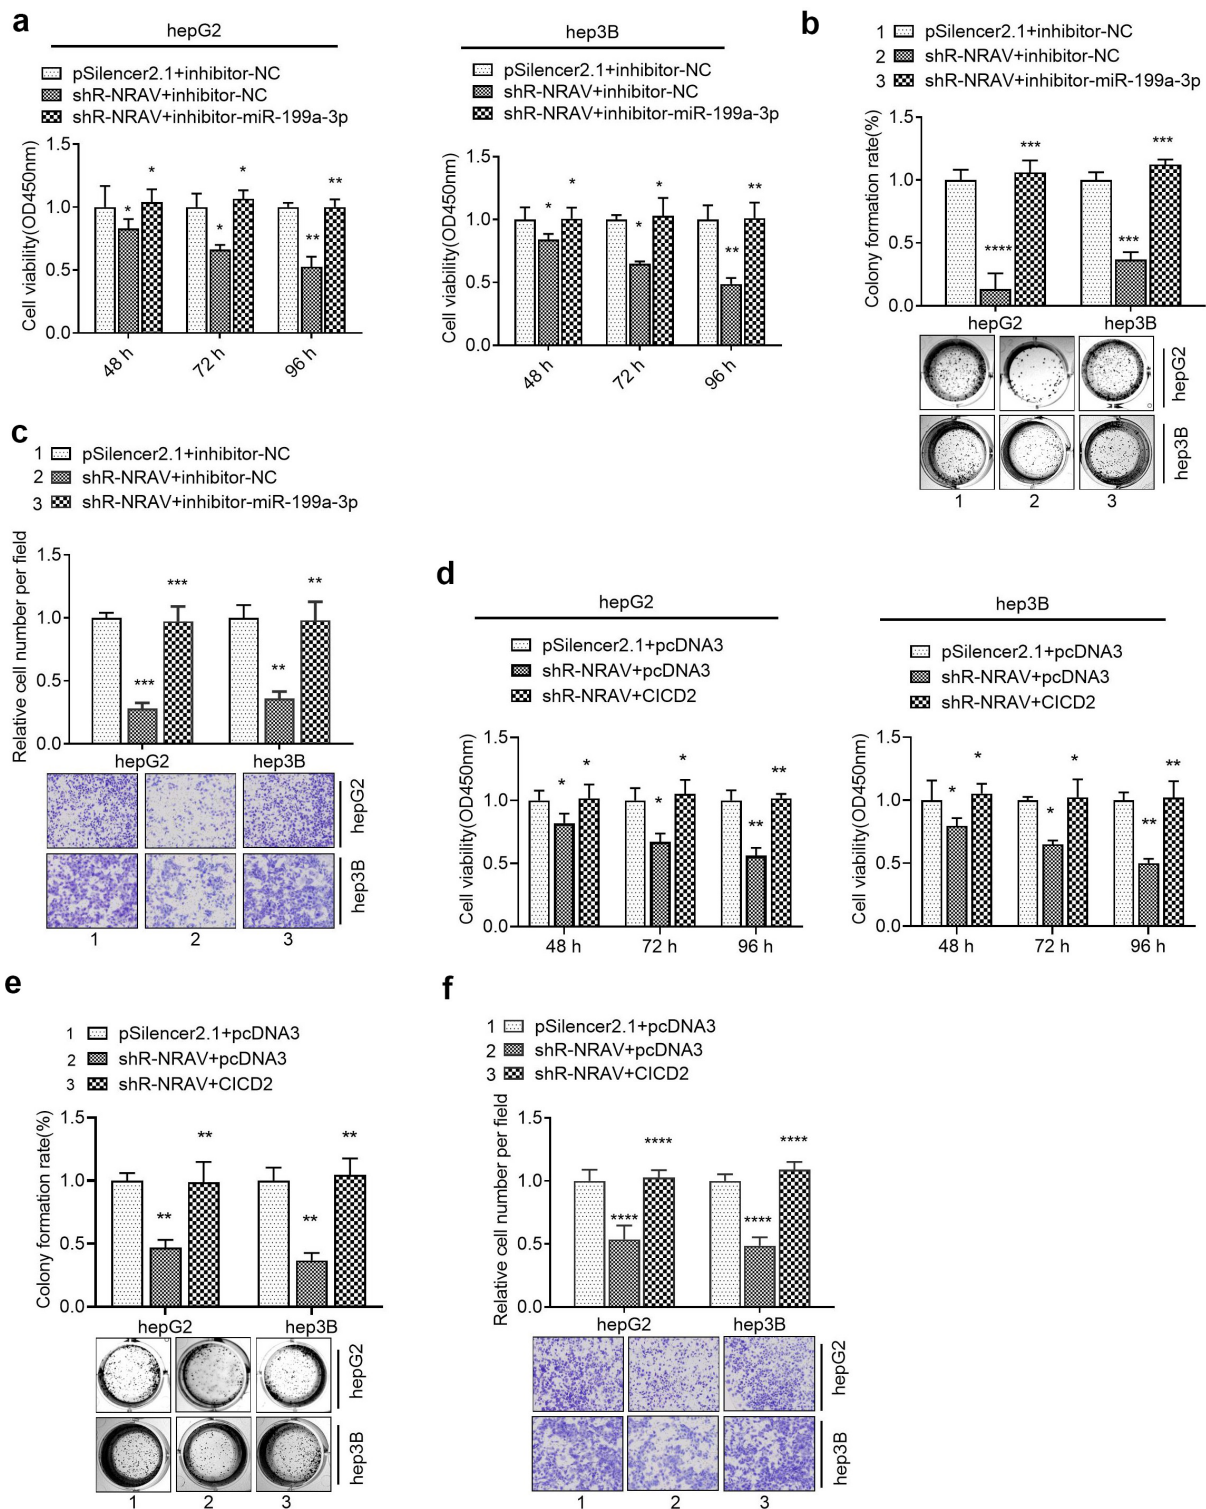 a
hepG2
pSilencer2.1+inhibitor-NC
shR-NRAV+inhibitor-NC
shR-NRAV+inhibitor-miR-199a-3p
Cell viability(OD450nm)
1.5
1.0
0.5
0.0
* * * * ** **
48 h 72 h 96 h
hep3B
pSilencer2.1+inhibitor-NC
shR-NRAV+inhibitor-NC
shR-NRAV+inhibitor-miR-199a-3p
Cell viability(OD450nm)
1.5
1.0
0.5
0.0
* * * * ** **
48 h 72 h 96 h
b
1 pSilencer2.1+inhibitor-NC
2 shR-NRAV+inhibitor-NC
3 shR-NRAV+inhibitor-miR-199a-3p
Colony formation rate(%)
1.5
1.0
0.5
0.0
**** *** *** ***
hepG2 hep3B
hepG2
hep3B
1 2 3
c
1 pSilencer2.1+inhibitor-NC
2 shR-NRAV+inhibitor-NC
3 shR-NRAV+inhibitor-miR-199a-3p
Relative cell number per field
1.5
1.0
0.5
0.0
*** *** ** **
hepG2 hep3B
hepG2
hep3B
1 2 3
d
hepG2
pSilencer2.1+pcDNA3
shR-NRAV+pcDNA3
shR-NRAV+CICD2
Cell viability(OD450nm)
1.5
1.0
0.5
0.0
* * * * ** **
48 h 72 h 96 h
hep3B
pSilencer2.1+pcDNA3
shR-NRAV+pcDNA3
shR-NRAV+CICD2
Cell viability(OD450nm)
1.5
1.0
0.5
0.0
* * * * ** **
48 h 72 h 96 h
e
1 pSilencer2.1+pcDNA3
2 shR-NRAV+pcDNA3
3 shR-NRAV+CICD2
Colony formation rate(%)
1.5
1.0
0.5
0.0
** ** ** **
hepG2 hep3B
hepG2
hep3B
1 2 3
f
1 pSilencer2.1+pcDNA3
2 shR-NRAV+pcDNA3
3 shR-NRAV+CICD2
Relative cell number per field
1.5
1.0
0.5
0.0
**** **** **** ****
hepG2 hep3B
hepG2
hep3B
1 2 3